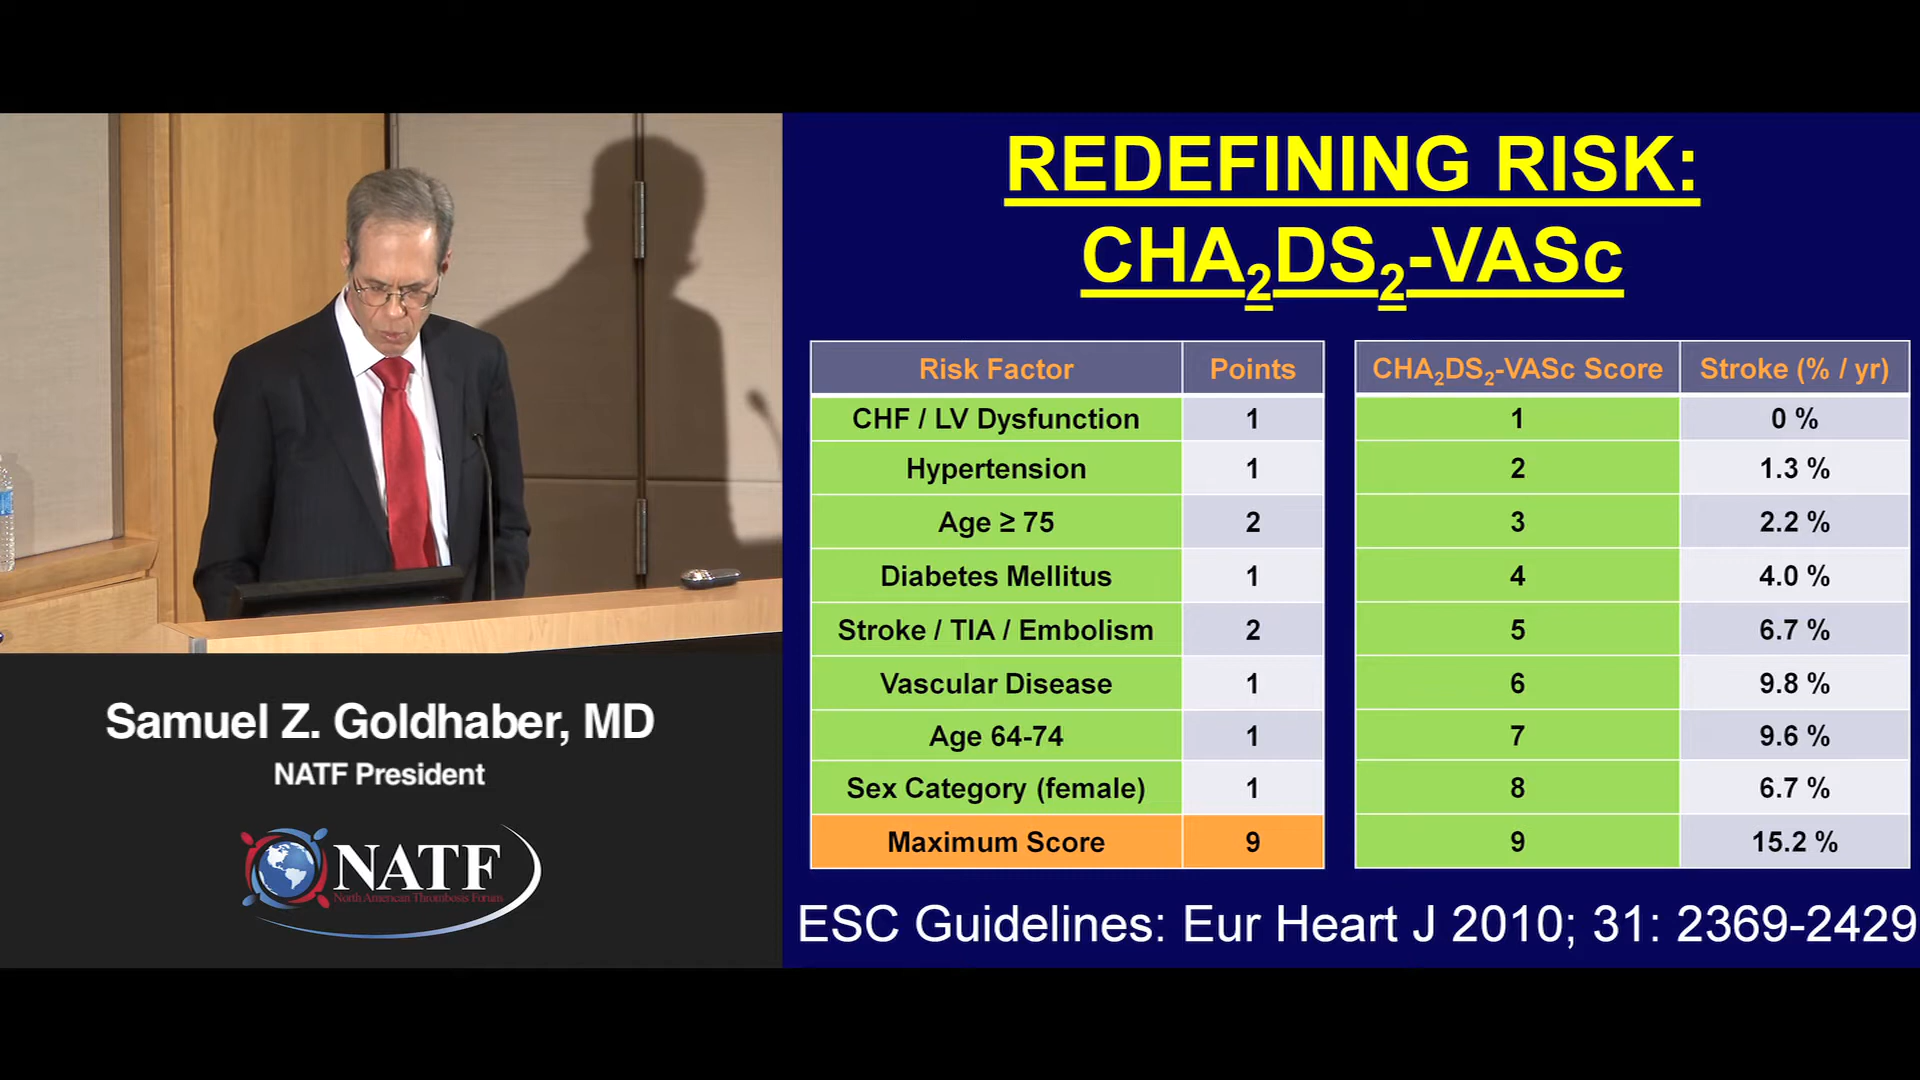 REDEFINING RISK:
CHA₂DS₂-VASc
Risk Factor Points
CHF / LV Dysfunction 1
Hypertension 1
Age ≥ 75 2
Diabetes Mellitus 1
Stroke / TIA / Embolism 2
Vascular Disease 1
Age 64-74 1
Sex Category (female) 1
Maximum Score 9
CHA₂DS₂-VASc Score Stroke (% / yr)
1 0 %
2 1.3 %
3 2.2 %
4 4.0 %
5 6.7 %
6 9.8 %
7 9.6 %
8 6.7 %
9 15.2 %
ESC Guidelines: Eur Heart J 2010; 31: 2369-2429
Samuel Z. Goldhaber, MD
NATF President
NATF
North American Thrombosis Forum